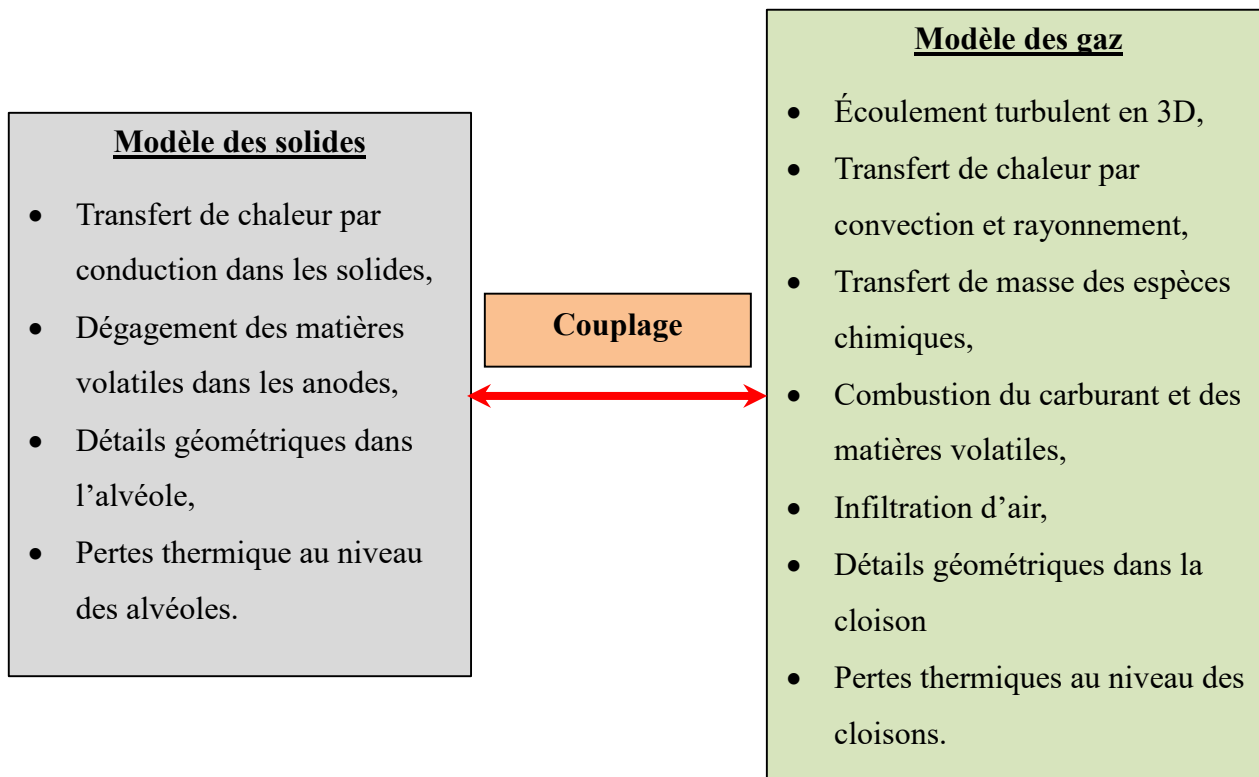 Modèle des solides
• Transfert de chaleur par
conduction dans les solides,
• Dégagement des matières
volatiles dans les anodes,
• Détails géométriques dans
l’alvéole,
• Pertes thermique au niveau
des alvéoles.
Couplage
Modèle des gaz
• Écoulement turbulent en 3D,
• Transfert de chaleur par
convection et rayonnement,
• Transfert de masse des espèces
chimiques,
• Combustion du carburant et des
matières volatiles,
• Infiltration d’air,
• Détails géométriques dans la
cloison
• Pertes thermiques au niveau des
cloisons.